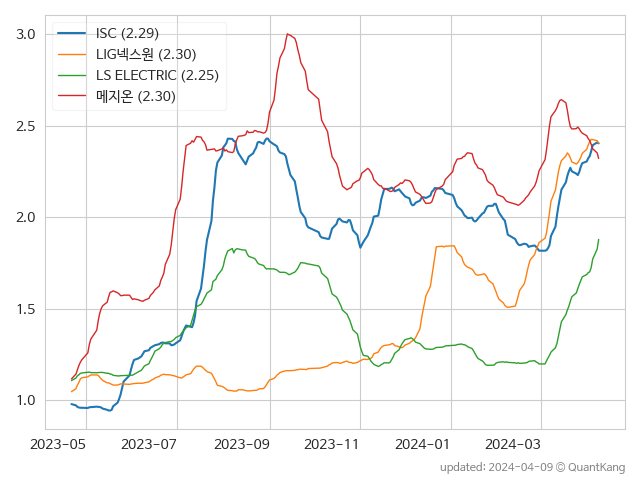 ISC (2.29)
LIG넥스원 (2.30)
LS ELECTRIC (2.25)
메지온 (2.30)
3.0
2.5
2.0
1.5
1.0
2023-05 2023-07 2023-09 2023-11 2024-01 2024-03
updated: 2024-04-09 © QuantKang